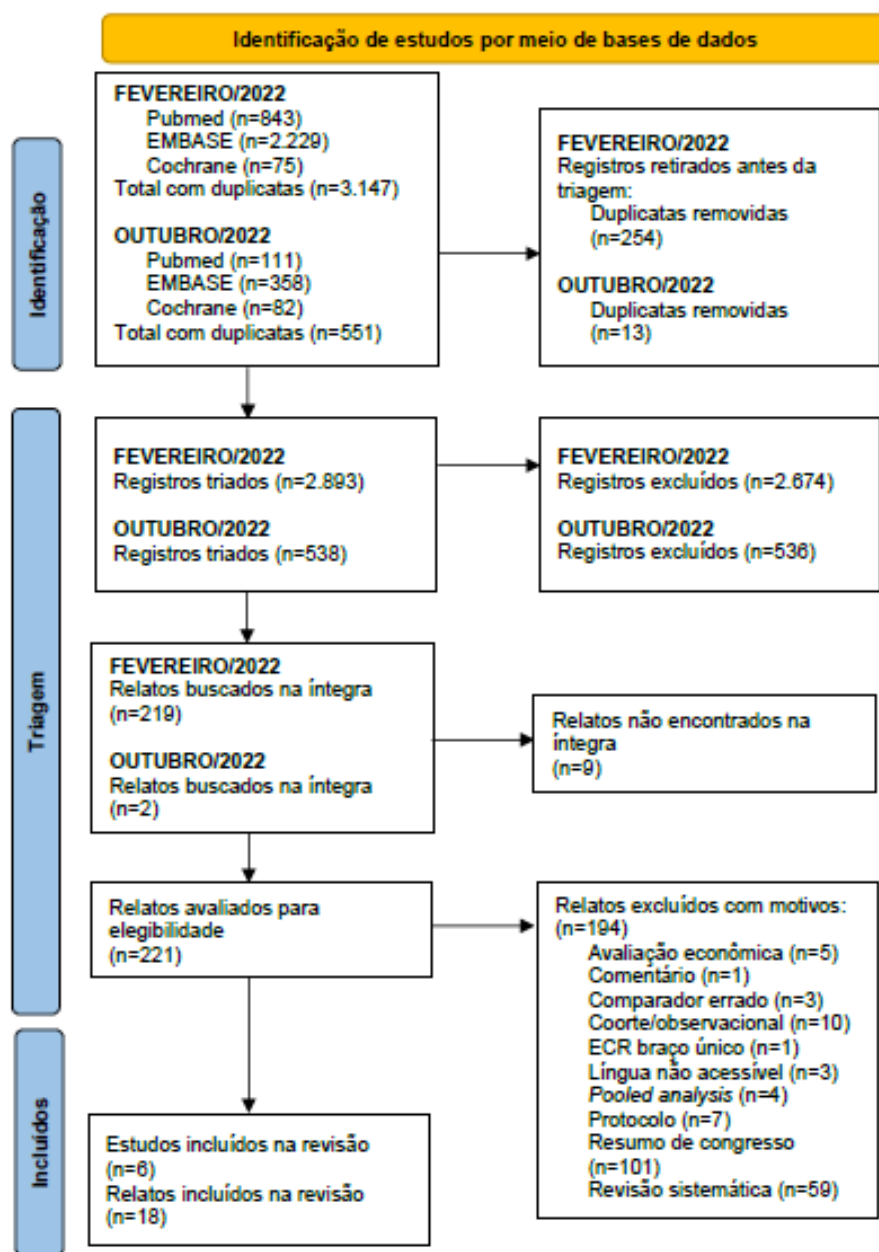 Identificação de estudos por meio de bases de dados
Identificação
FEVEREIRO/2022
Pubmed (n=843)
EMBASE (n=2.229)
Cochrane (n=75)
Total com duplicatas (n=3.147)
OUTUBRO/2022
Pubmed (n=111)
EMBASE (n=358)
Cochrane (n=82)
Total com duplicatas (n=551)
FEVEREIRO/2022
Registros retirados antes da
triagem:
Duplicatas removidas
(n=254)
OUTUBRO/2022
Duplicatas removidas
(n=13)
Triagem
FEVEREIRO/2022
Registros triados (n=2.893)
OUTUBRO/2022
Registros triados (n=538)
FEVEREIRO/2022
Registros excluídos (n=2.674)
OUTUBRO/2022
Registros excluídos (n=536)
FEVEREIRO/2022
Relatos buscados na íntegra
(n=219)
OUTUBRO/2022
Relatos buscados na íntegra
(n=2)
Relatos não encontrados na
íntegra
(n=9)
Relatos avaliados para
elegibilidade
(n=221)
Relatos excluídos com motivos:
(n=194)
Avaliação econômica (n=5)
Comentário (n=1)
Comparador errado (n=3)
Coorte/observacional (n=10)
ECR braço único (n=1)
Língua não acessível (n=3)
Pooled analysis (n=4)
Protocolo (n=7)
Resumo de congresso
(n=101)
Revisão sistemática (n=59)
Incluídos
Estudos incluídos na revisão
(n=6)
Relatos incluídos na revisão
(n=18)